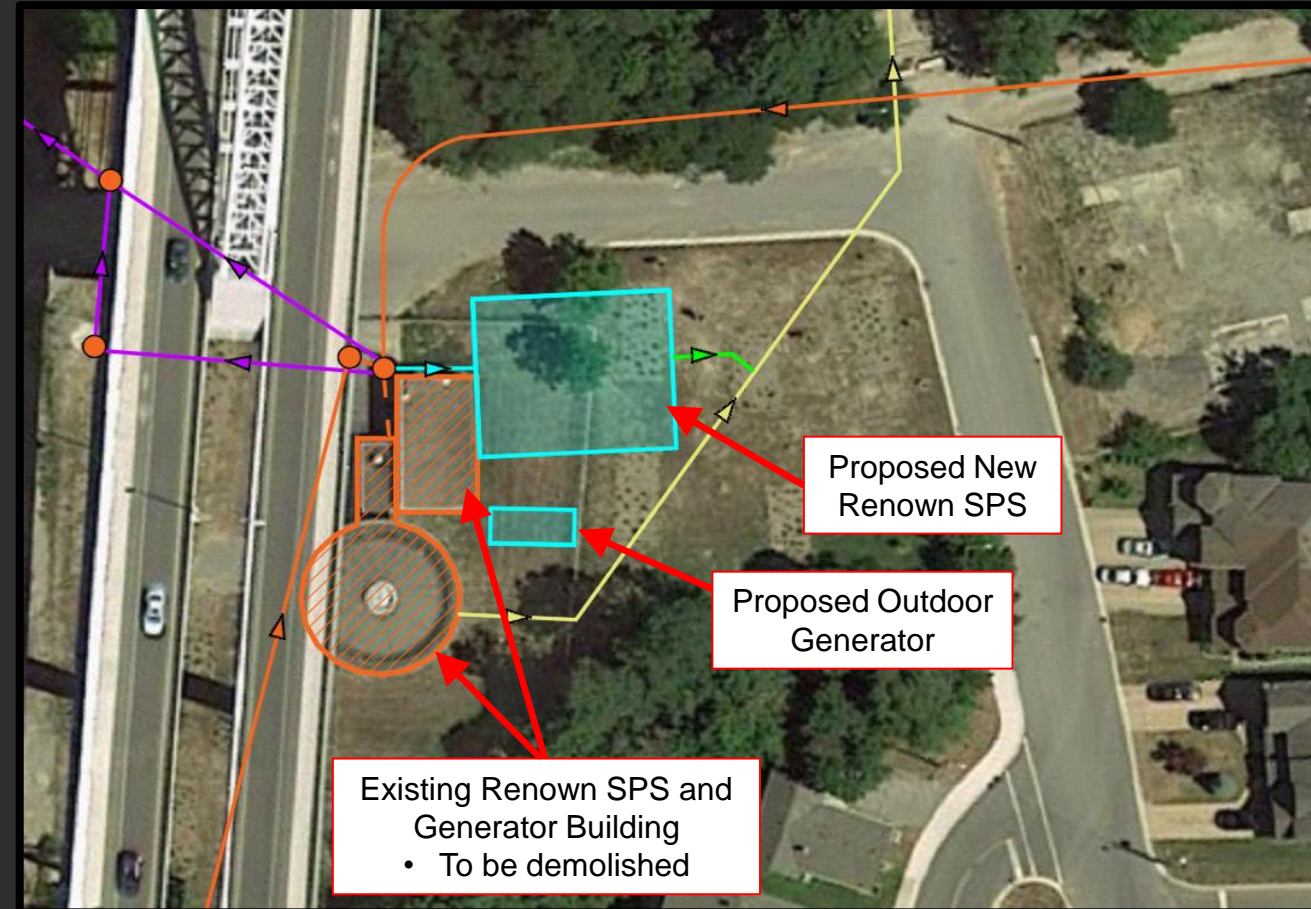 Proposed New
Renown SPS
Proposed Outdoor
Generator
Existing Renown SPS and
Generator Building
• To be demolished